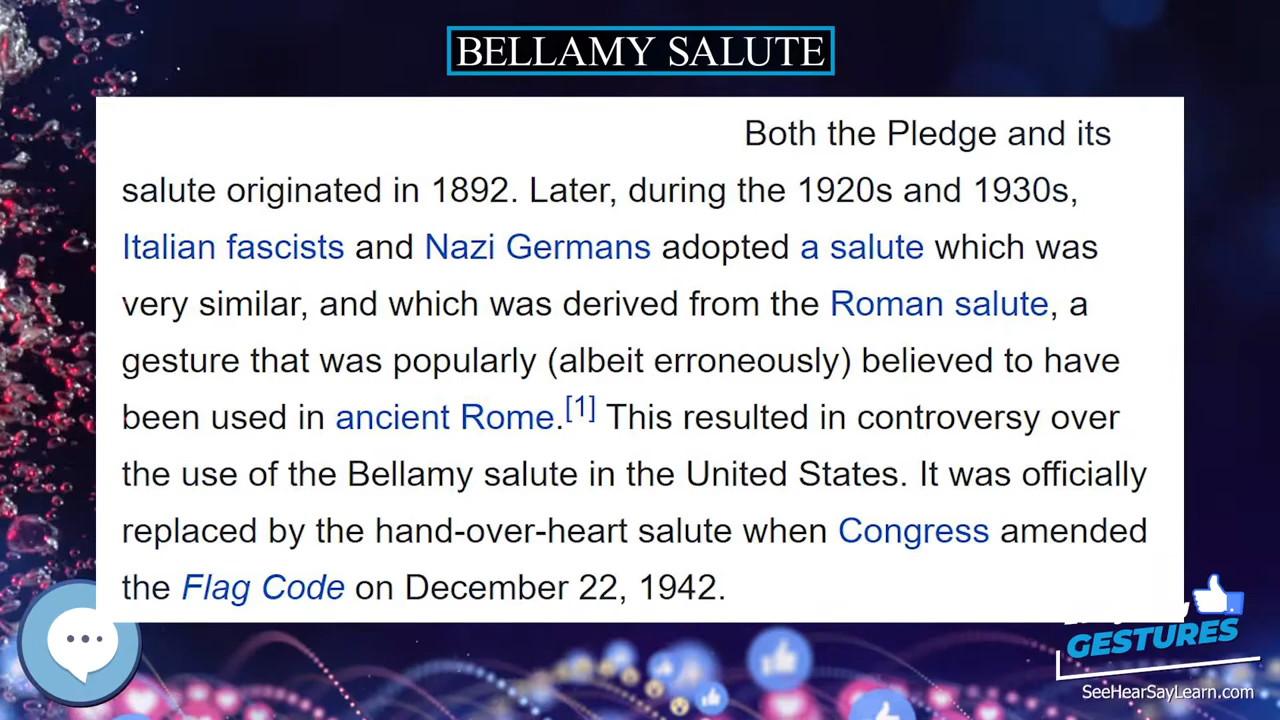 BELLAMY SALUTE
Both the Pledge and its
salute originated in 1892. Later, during the 1920s and 1930s,
Italian fascists and Nazi Germans adopted a salute which was
very similar, and which was derived from the Roman salute, a
gesture that was popularly (albeit erroneously) believed to have
been used in ancient Rome.[1] This resulted in controversy over
the use of the Bellamy salute in the United States. It was officially
replaced by the hand-over-heart salute when Congress amended
the Flag Code on December 22, 1942.
GESTURES
SeeHearSayLearn.com